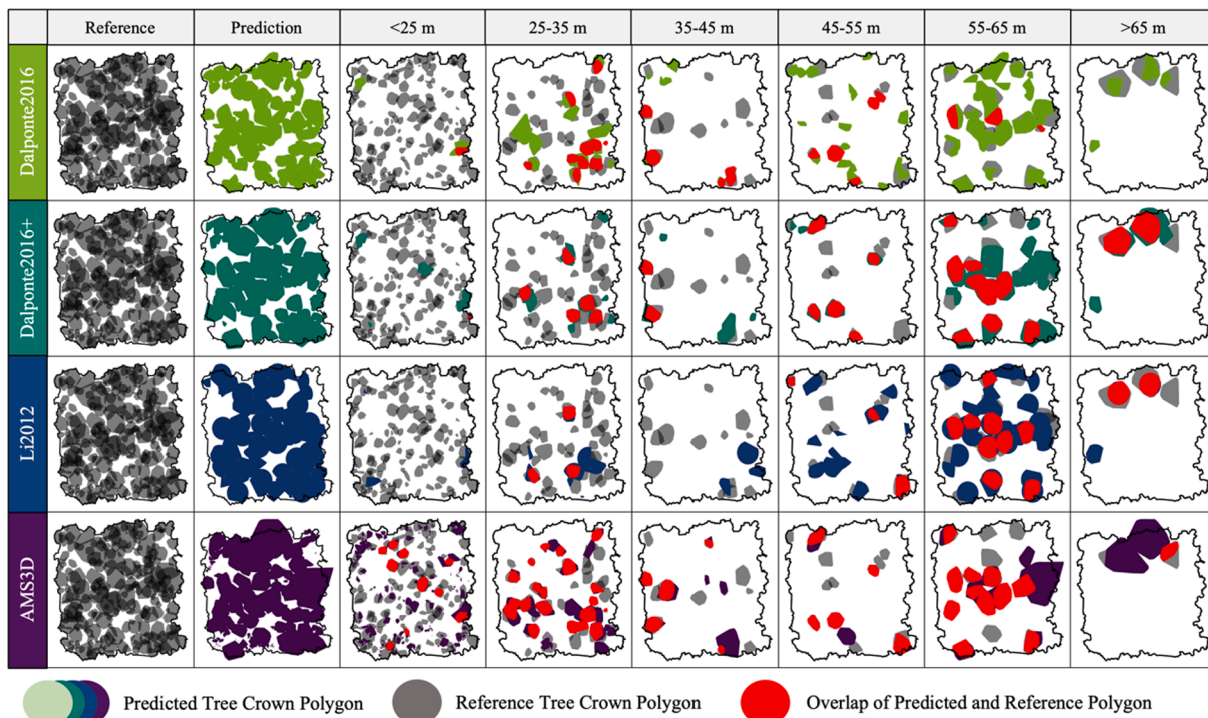 Reference Prediction <25 m 25-35 m 35-45 m 45-55 m 55-65 m >65 m
Dalponte2016
Dalponte2016+
Li2012
AMS3D
Predicted Tree Crown Polygon Reference Tree Crown Polygon Overlap of Predicted and Reference Polygon